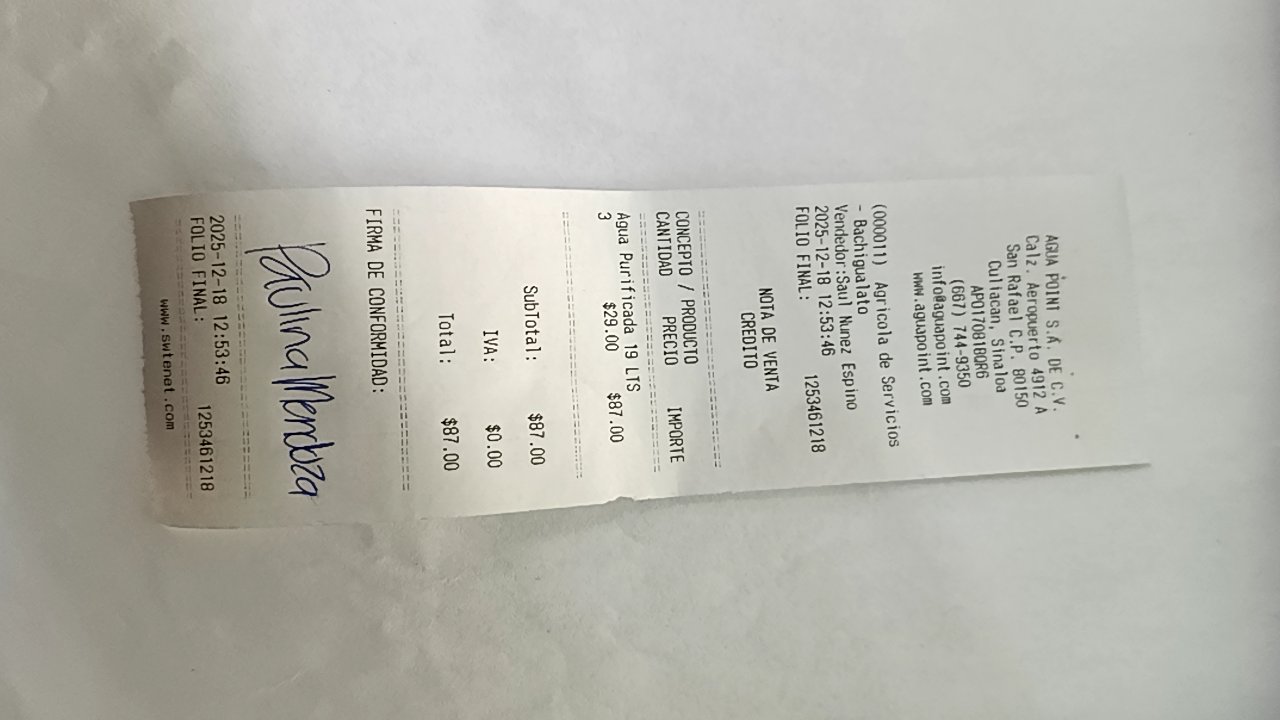 AGUA POINT S.A. DE C.V.
Calz. Aeropuerto 4912 A
San Rafael C.P. 80150
Culiacan, Sinaloa
APO170818QR6
(667) 744-9350
info@aguapoint.com
www.aguapoint.com
(000011) Agricola de Servicios
- Bachigualato
Vendedor:Saul Nunez Espino
2025-12-18 12:53:46
FOLIO FINAL: 1253461218
NOTA DE VENTA
CREDITO
CONCEPTO / PRODUCTO
CANTIDAD PRECIO IMPORTE
Agua Purificada 19 LTS
3 $29.00 $87.00
SubTotal: $87.00
IVA: $0.00
Total: $87.00
FIRMA DE CONFORMIDAD:
Paulina Mendoza
2025-12-18 12:53:46
FOLIO FINAL: 1253461218
www.swtenet.com